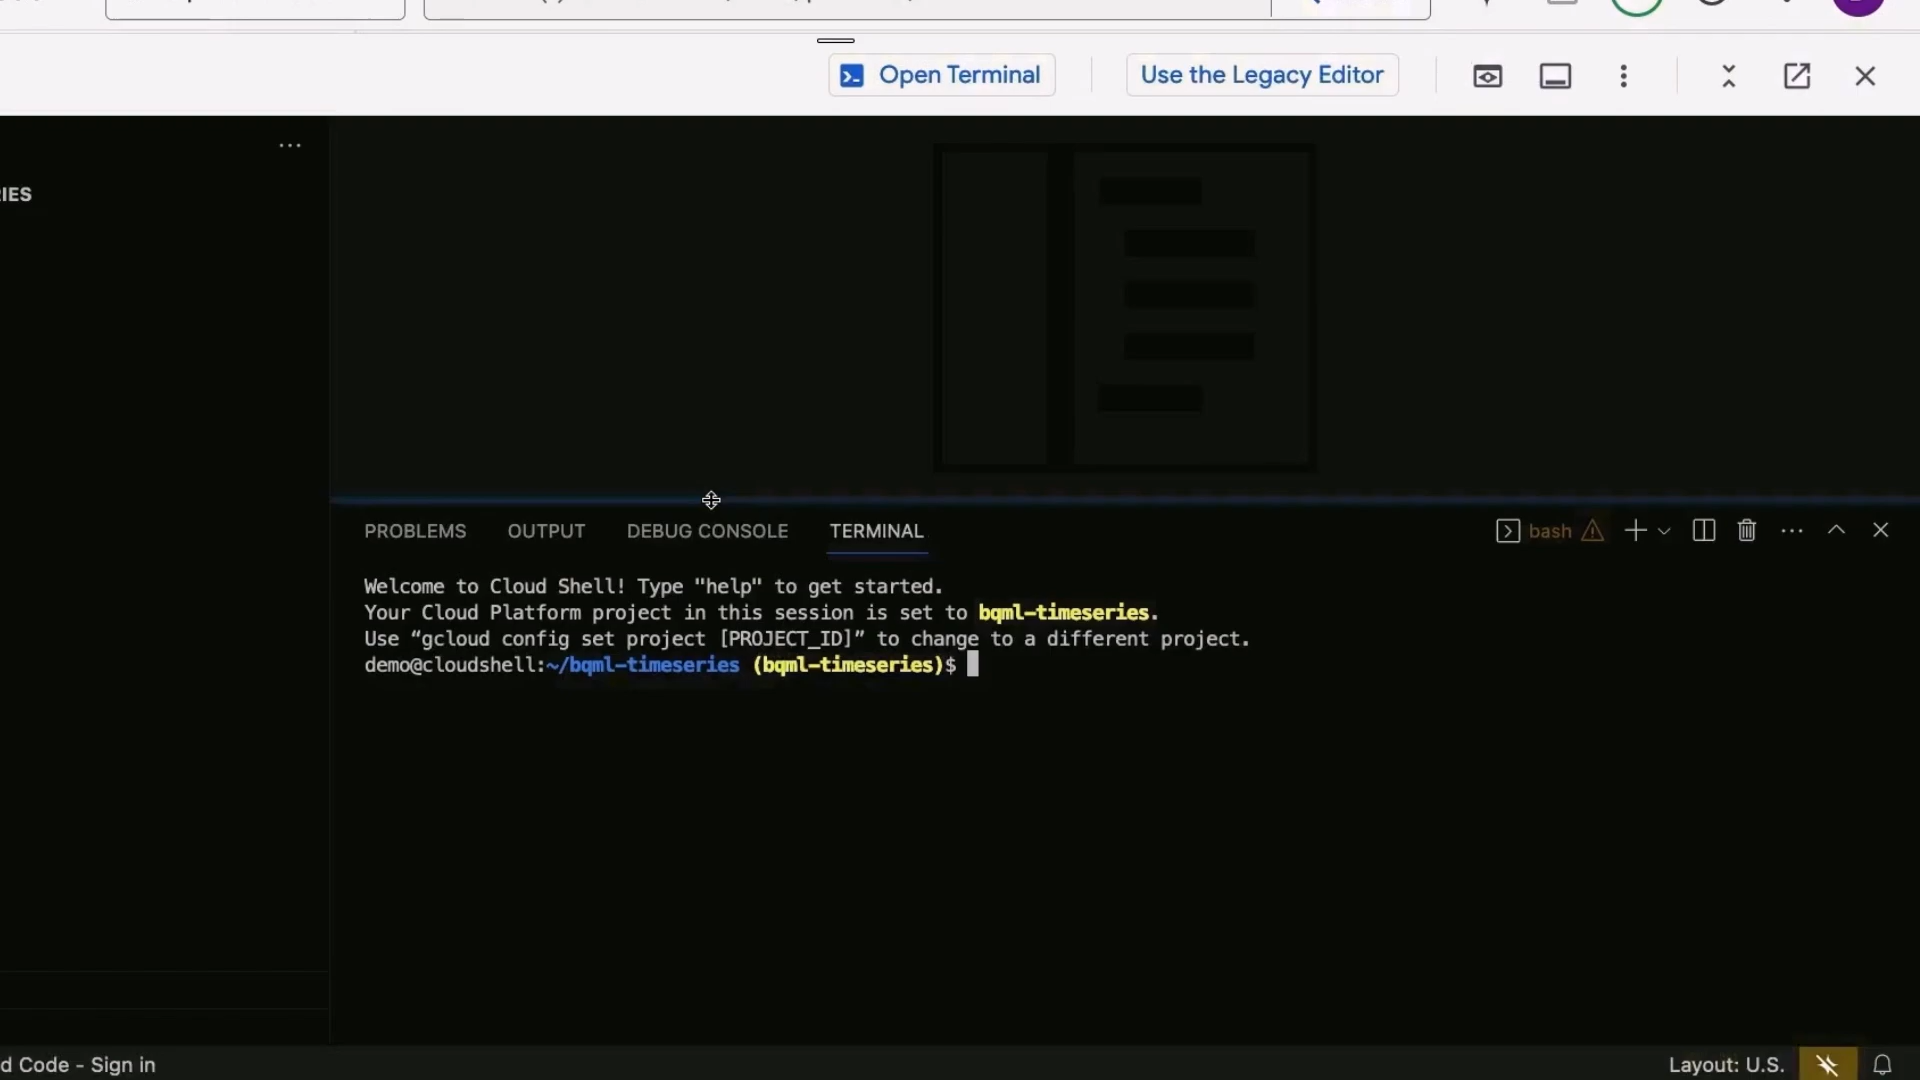 Open Terminal
Use the Legacy Editor
IES
PROBLEMS OUTPUT DEBUG CONSOLE TERMINAL
bash
Welcome to Cloud Shell! Type "help" to get started.
Your Cloud Platform project in this session is set to bqml-timeseries.
Use “gcloud config set project [PROJECT_ID]” to change to a different project.
demo@cloudshell:~/bqml-timeseries (bqml-timeseries)$
d Code - Sign in
Layout: U.S.